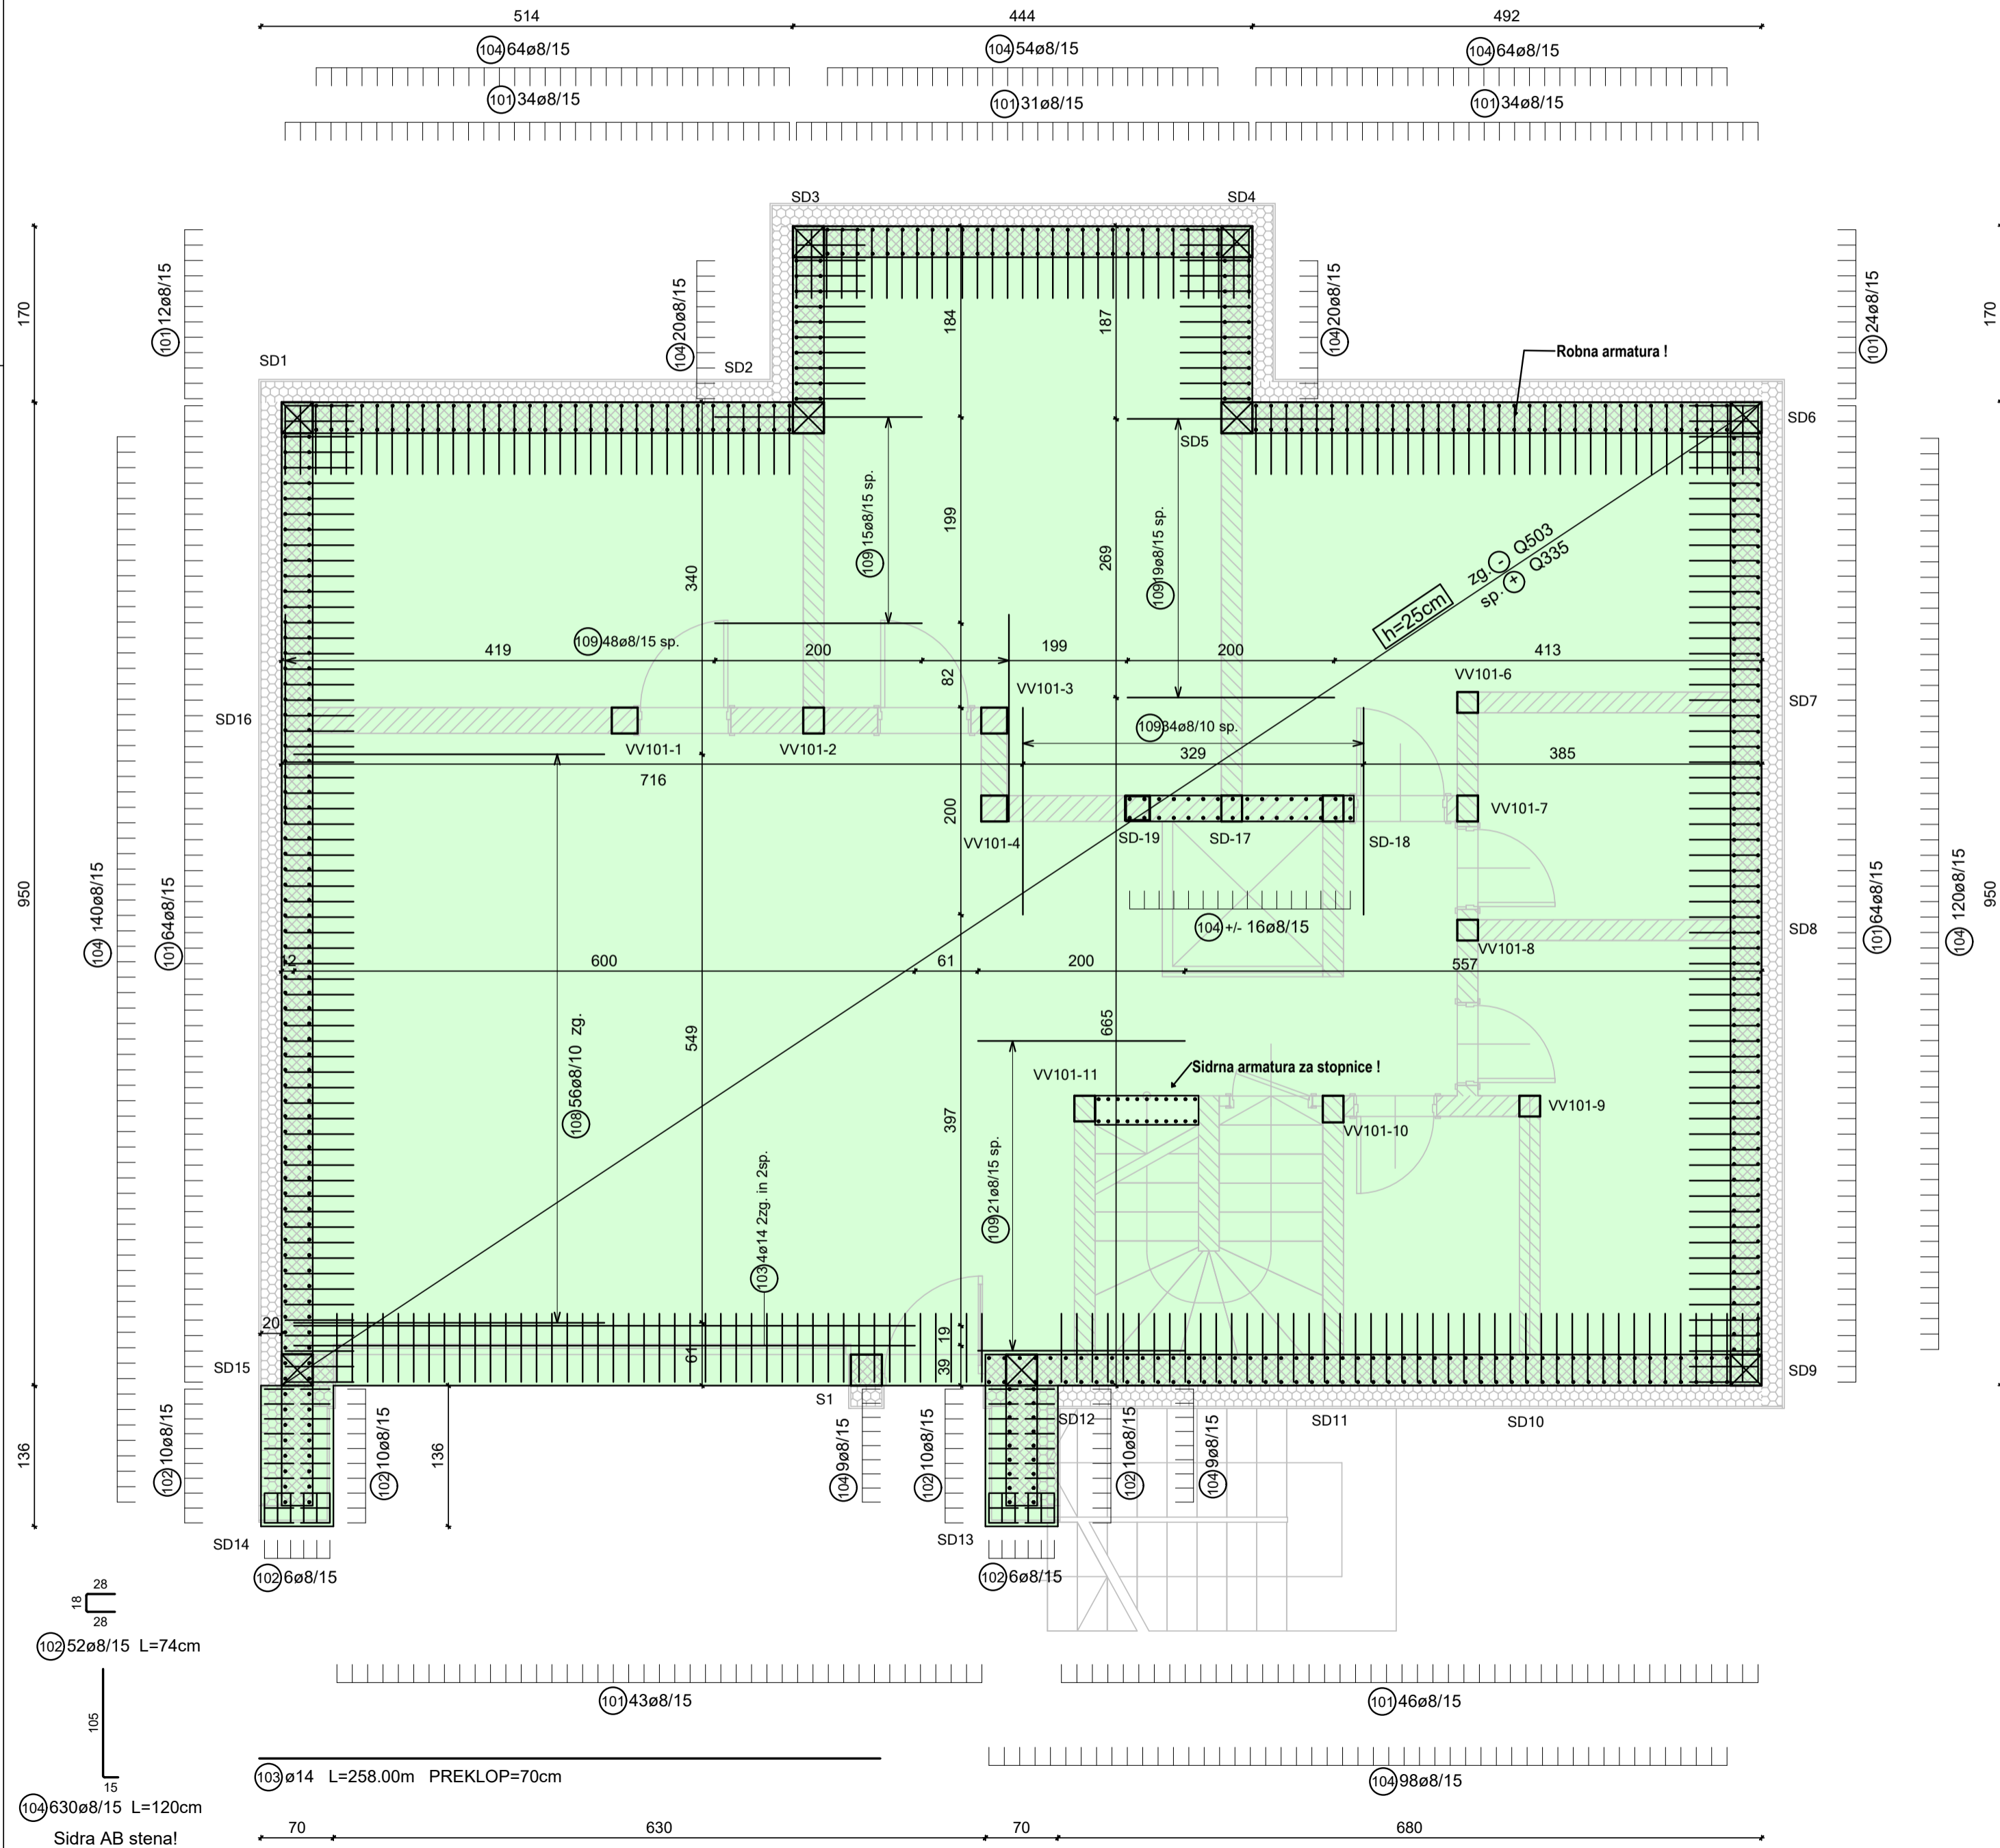 514
444
492
104 64ø8/15
104 54ø8/15
104 64ø8/15
101 34ø8/15
101 31ø8/15
101 34ø8/15
SD3
SD4
170
101 12ø8/15
104 20ø8/15
184
187
104 20ø8/15
101 24ø8/15
170
SD1
SD2
Robna armatura !
SD5
SD6
109 15ø8/15 sp.
199
109 19ø8/15 sp.
269
340
zg. - Q503
sp. + Q335
h=25cm
109 48ø8/15 sp.
419
200
199
200
413
82
VV101-3
VV101-6
SD7
SD16
VV101-1
VV101-2
109 34ø8/10 sp.
716
329
385
200
VV101-4
SD-19
SD-17
SD-18
VV101-7
950
104 140ø8/15
101 64ø8/15
104 +/- 16ø8/15
VV101-8
SD8
101 64ø8/15
104 120ø8/15
950
12
600
61
200
557
549
108 56ø8/10 zg.
665
VV101-11
Sidrna armatura za stopnice !
VV101-9
VV101-10
397
103 4ø14 2zg. in 2sp.
109 21ø8/15 sp.
20
19
61
39
SD15
SD9
S1
SD12
SD11
SD10
136
102 10ø8/15
102 10ø8/15
136
104 9ø8/15
102 10ø8/15
102 10ø8/15
104 9ø8/15
SD14
SD13
102 6ø8/15
102 6ø8/15
28
18
28
102 52ø8/15 L=74cm
101 43ø8/15
101 46ø8/15
105
15
103 ø14 L=258.00m PREKLOP=70cm
104 98ø8/15
104 630ø8/15 L=120cm
Sidra AB stena!
70
630
70
680